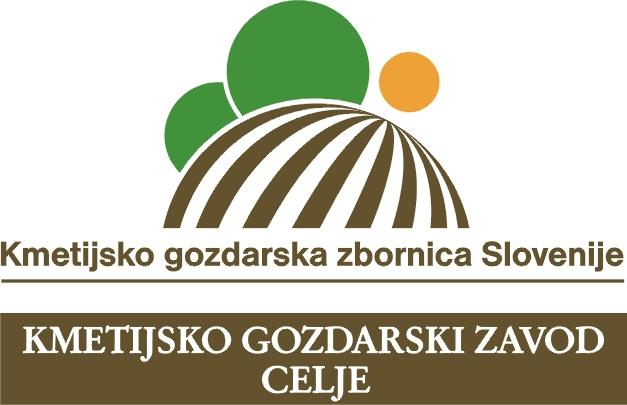 Kmetijsko gozdarska zbornica Slovenije
KMETIJSKO GOZDARSKI ZAVOD
CELJE